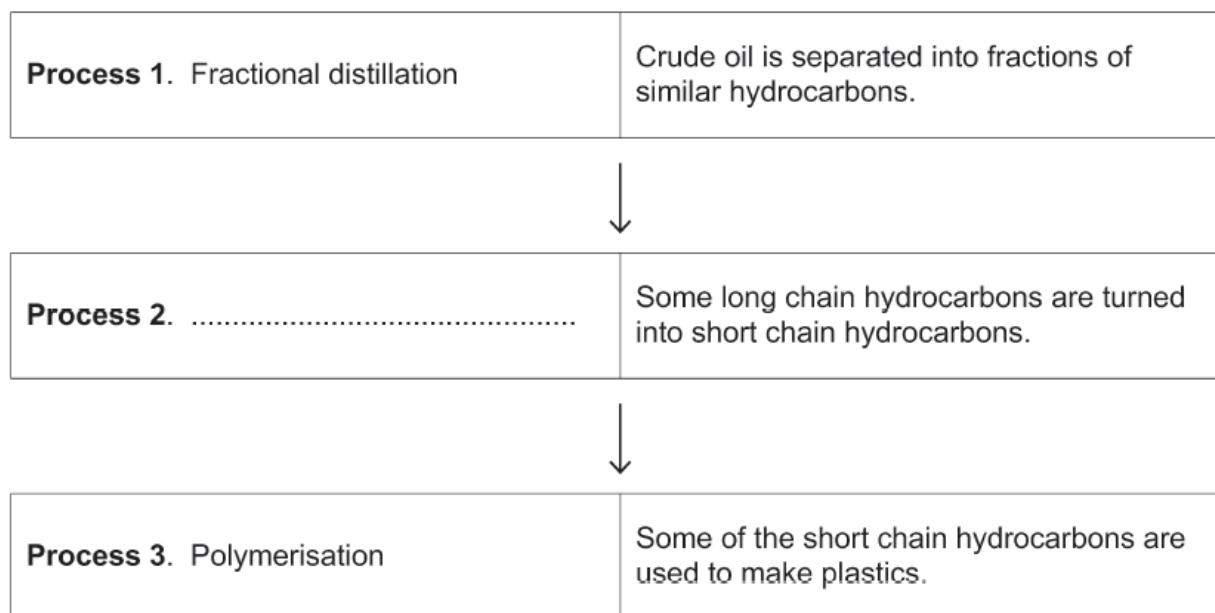 Process 1. Fractional distillation
Crude oil is separated into fractions of
similar hydrocarbons.
Process 2. ...............................................
Some long chain hydrocarbons are turned
into short chain hydrocarbons.
Process 3. Polymerisation
Some of the short chain hydrocarbons are
used to make plastics.